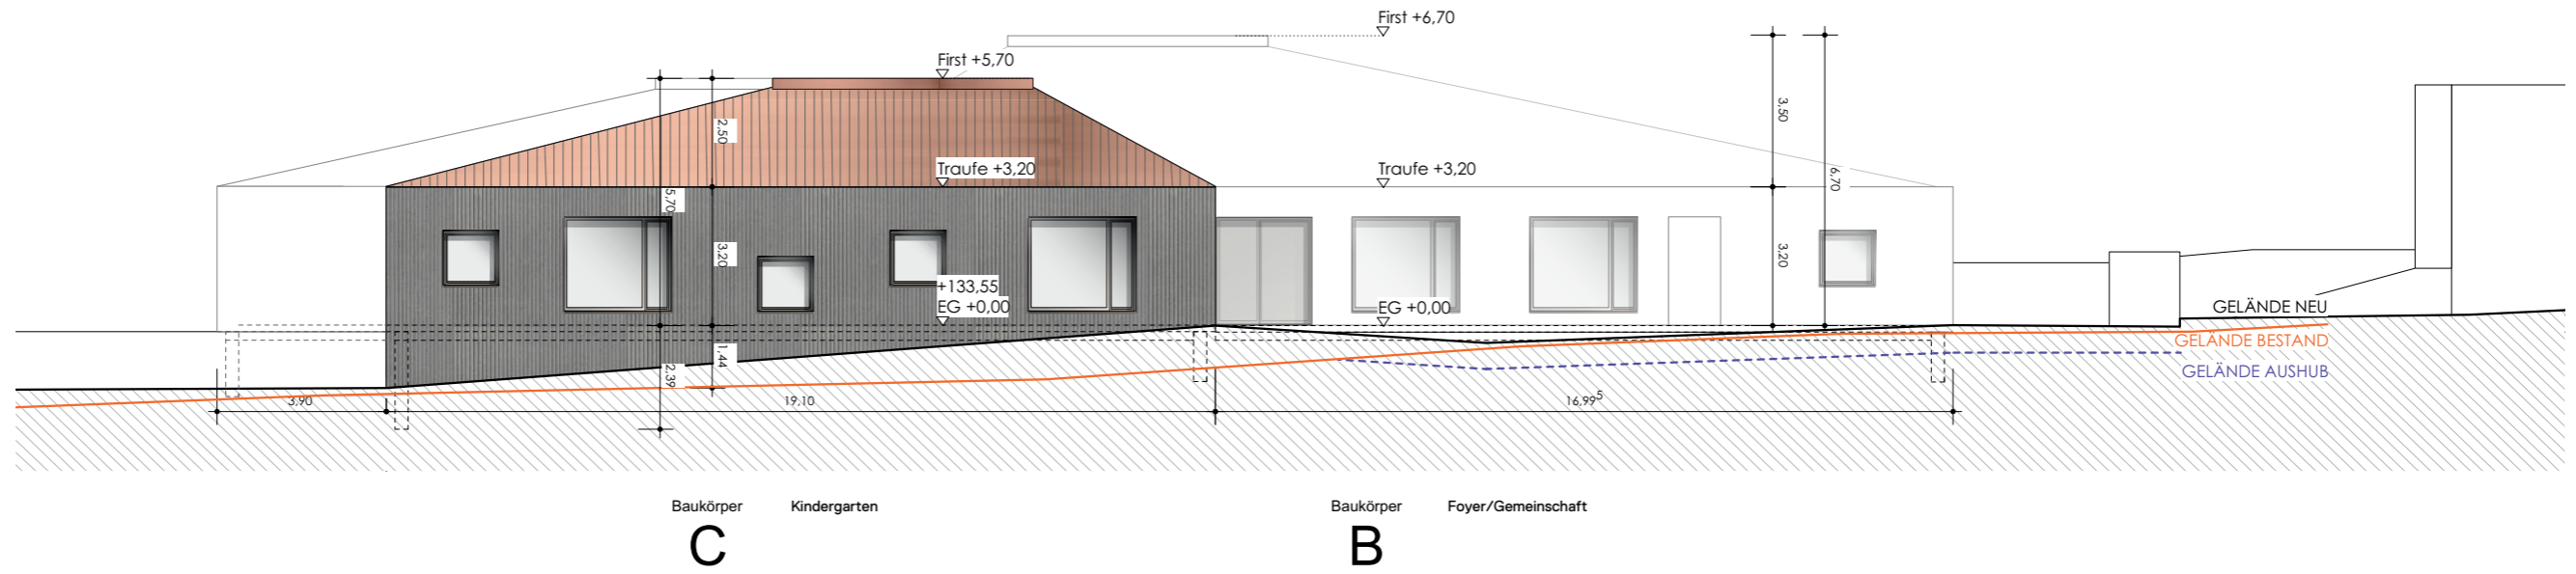 First +6,70
First +5,70
3,50
2,50
Traufe +3,20
Traufe +3,20
6,70
5,70
3,20
3,20
+133,55
EG +0,00
EG +0,00
GELÄNDE NEU
GELÄNDE BESTAND
1,44
2,39
GELÄNDE AUSHUB
3,90
19,10
16,99⁵
Baukörper Kindergarten
C
Baukörper Foyer/Gemeinschaft
B